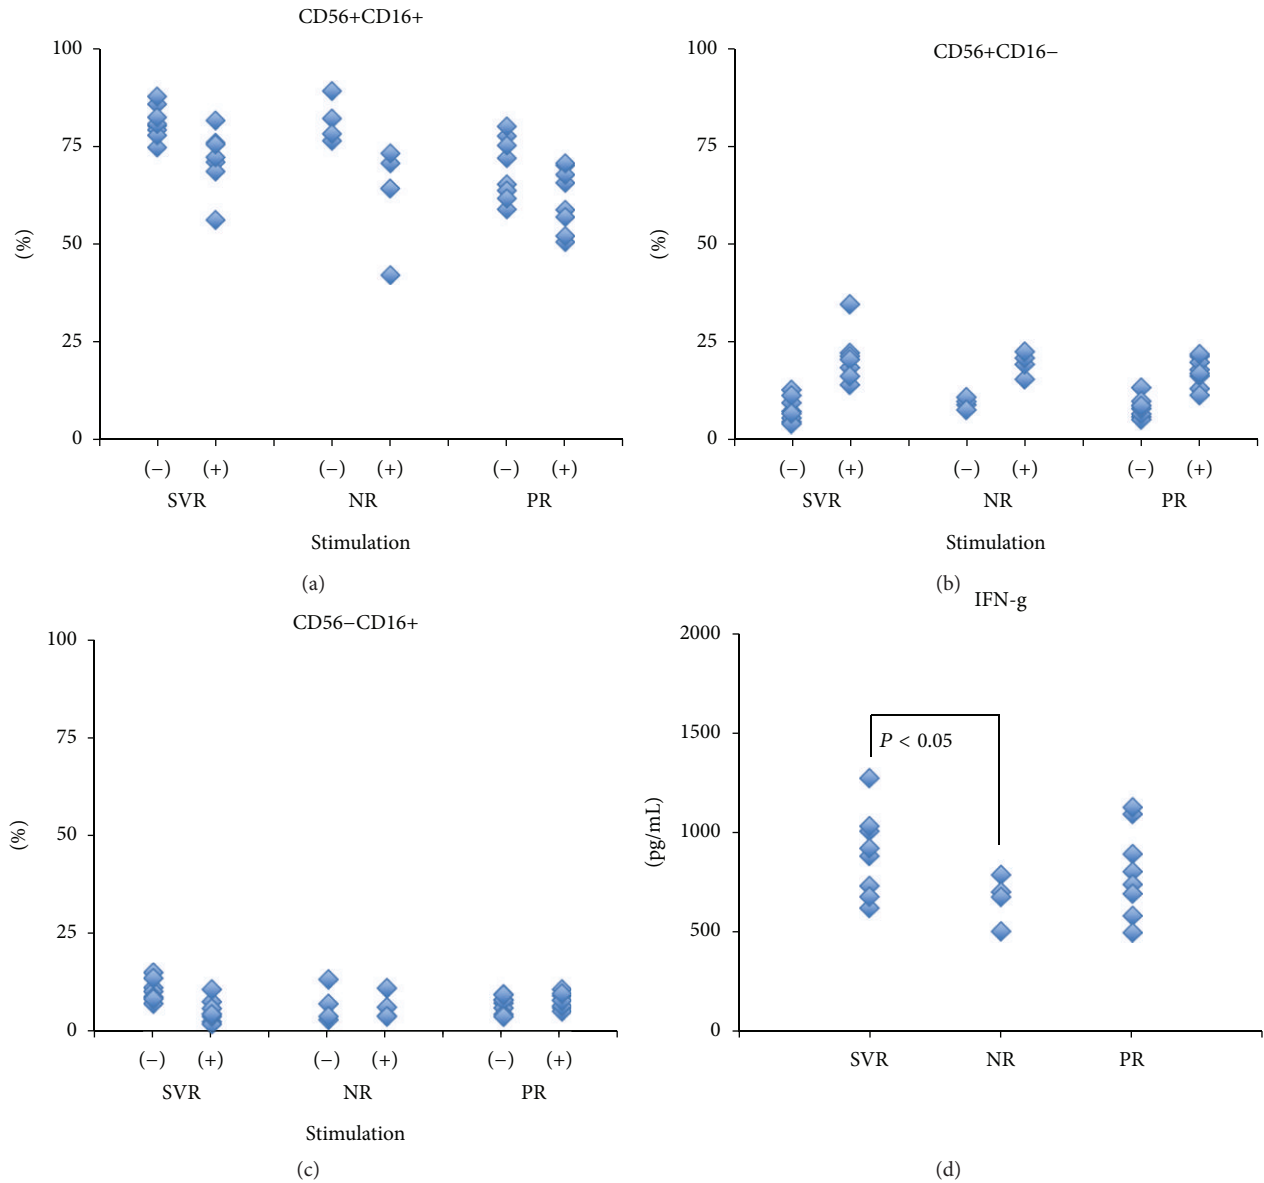 CD56+CD16+
100
75
50
25
0
(%)
(−) (+) (−) (+) (−) (+)
SVR NR PR
Stimulation
(a)
CD56+CD16−
100
75
50
25
0
(%)
(−) (+) (−) (+) (−) (+)
SVR NR PR
Stimulation
(b)
CD56−CD16+
100
75
50
25
0
(%)
(−) (+) (−) (+) (−) (+)
SVR NR PR
Stimulation
(c)
IFN-g
2000
1500
1000
500
0
(pg/mL)
P < 0.05
SVR NR PR
(d)